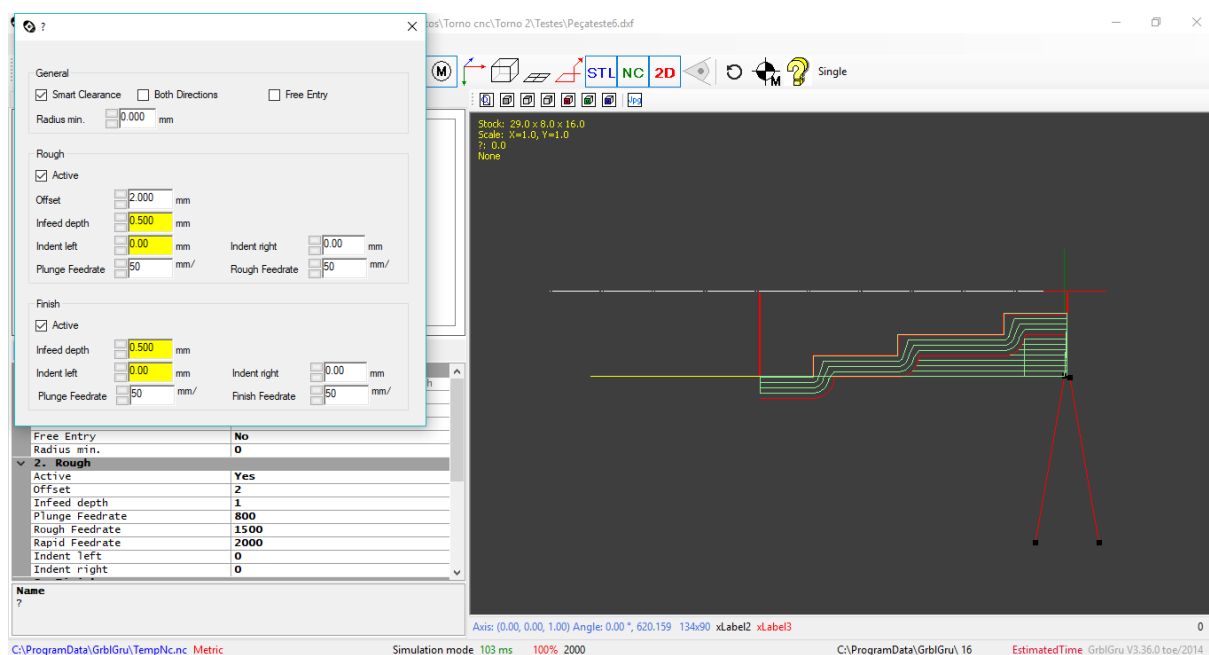 ?
tos\Torno cnc\Torno 2\Testes\Peçateste6.dxf
General
Smart Clearance Both Directions Free Entry
Radius min. 0.000 mm
Rough
Active
Offset 2.000 mm
Infeed depth 0.500 mm
Indent left 0.00 mm Indent right 0.00 mm
Plunge Feedrate 50 mm/ Rough Feedrate 50 mm/
Finish
Active
Infeed depth 0.500 mm
Indent left 0.00 mm Indent right 0.00 mm
Plunge Feedrate 50 mm/ Finish Feedrate 50 mm/
M STL NC 2D M Single
Jpg
Stock: 29.0 x 8.0 x 16.0
Scale: X=1.0, Y=1.0
?: 0.0
None
h
Free Entry No
Radius min. 0
2. Rough
Active Yes
Offset 2
Infeed depth 1
Plunge Feedrate 800
Rough Feedrate 1500
Rapid Feedrate 2000
Indent left 0
Indent right 0
Name
?
Axis: (0.00, 0.00, 1.00) Angle: 0.00 °, 620.159 134x90 xLabel2 xLabel3 0
C:\ProgramData\GrblGru\TempNc.nc Metric Simulation mode 103 ms 100% 2000 C:\ProgramData\GrblGru\ 16 EstimatedTime GrblGru V3.36.0 toe/2014